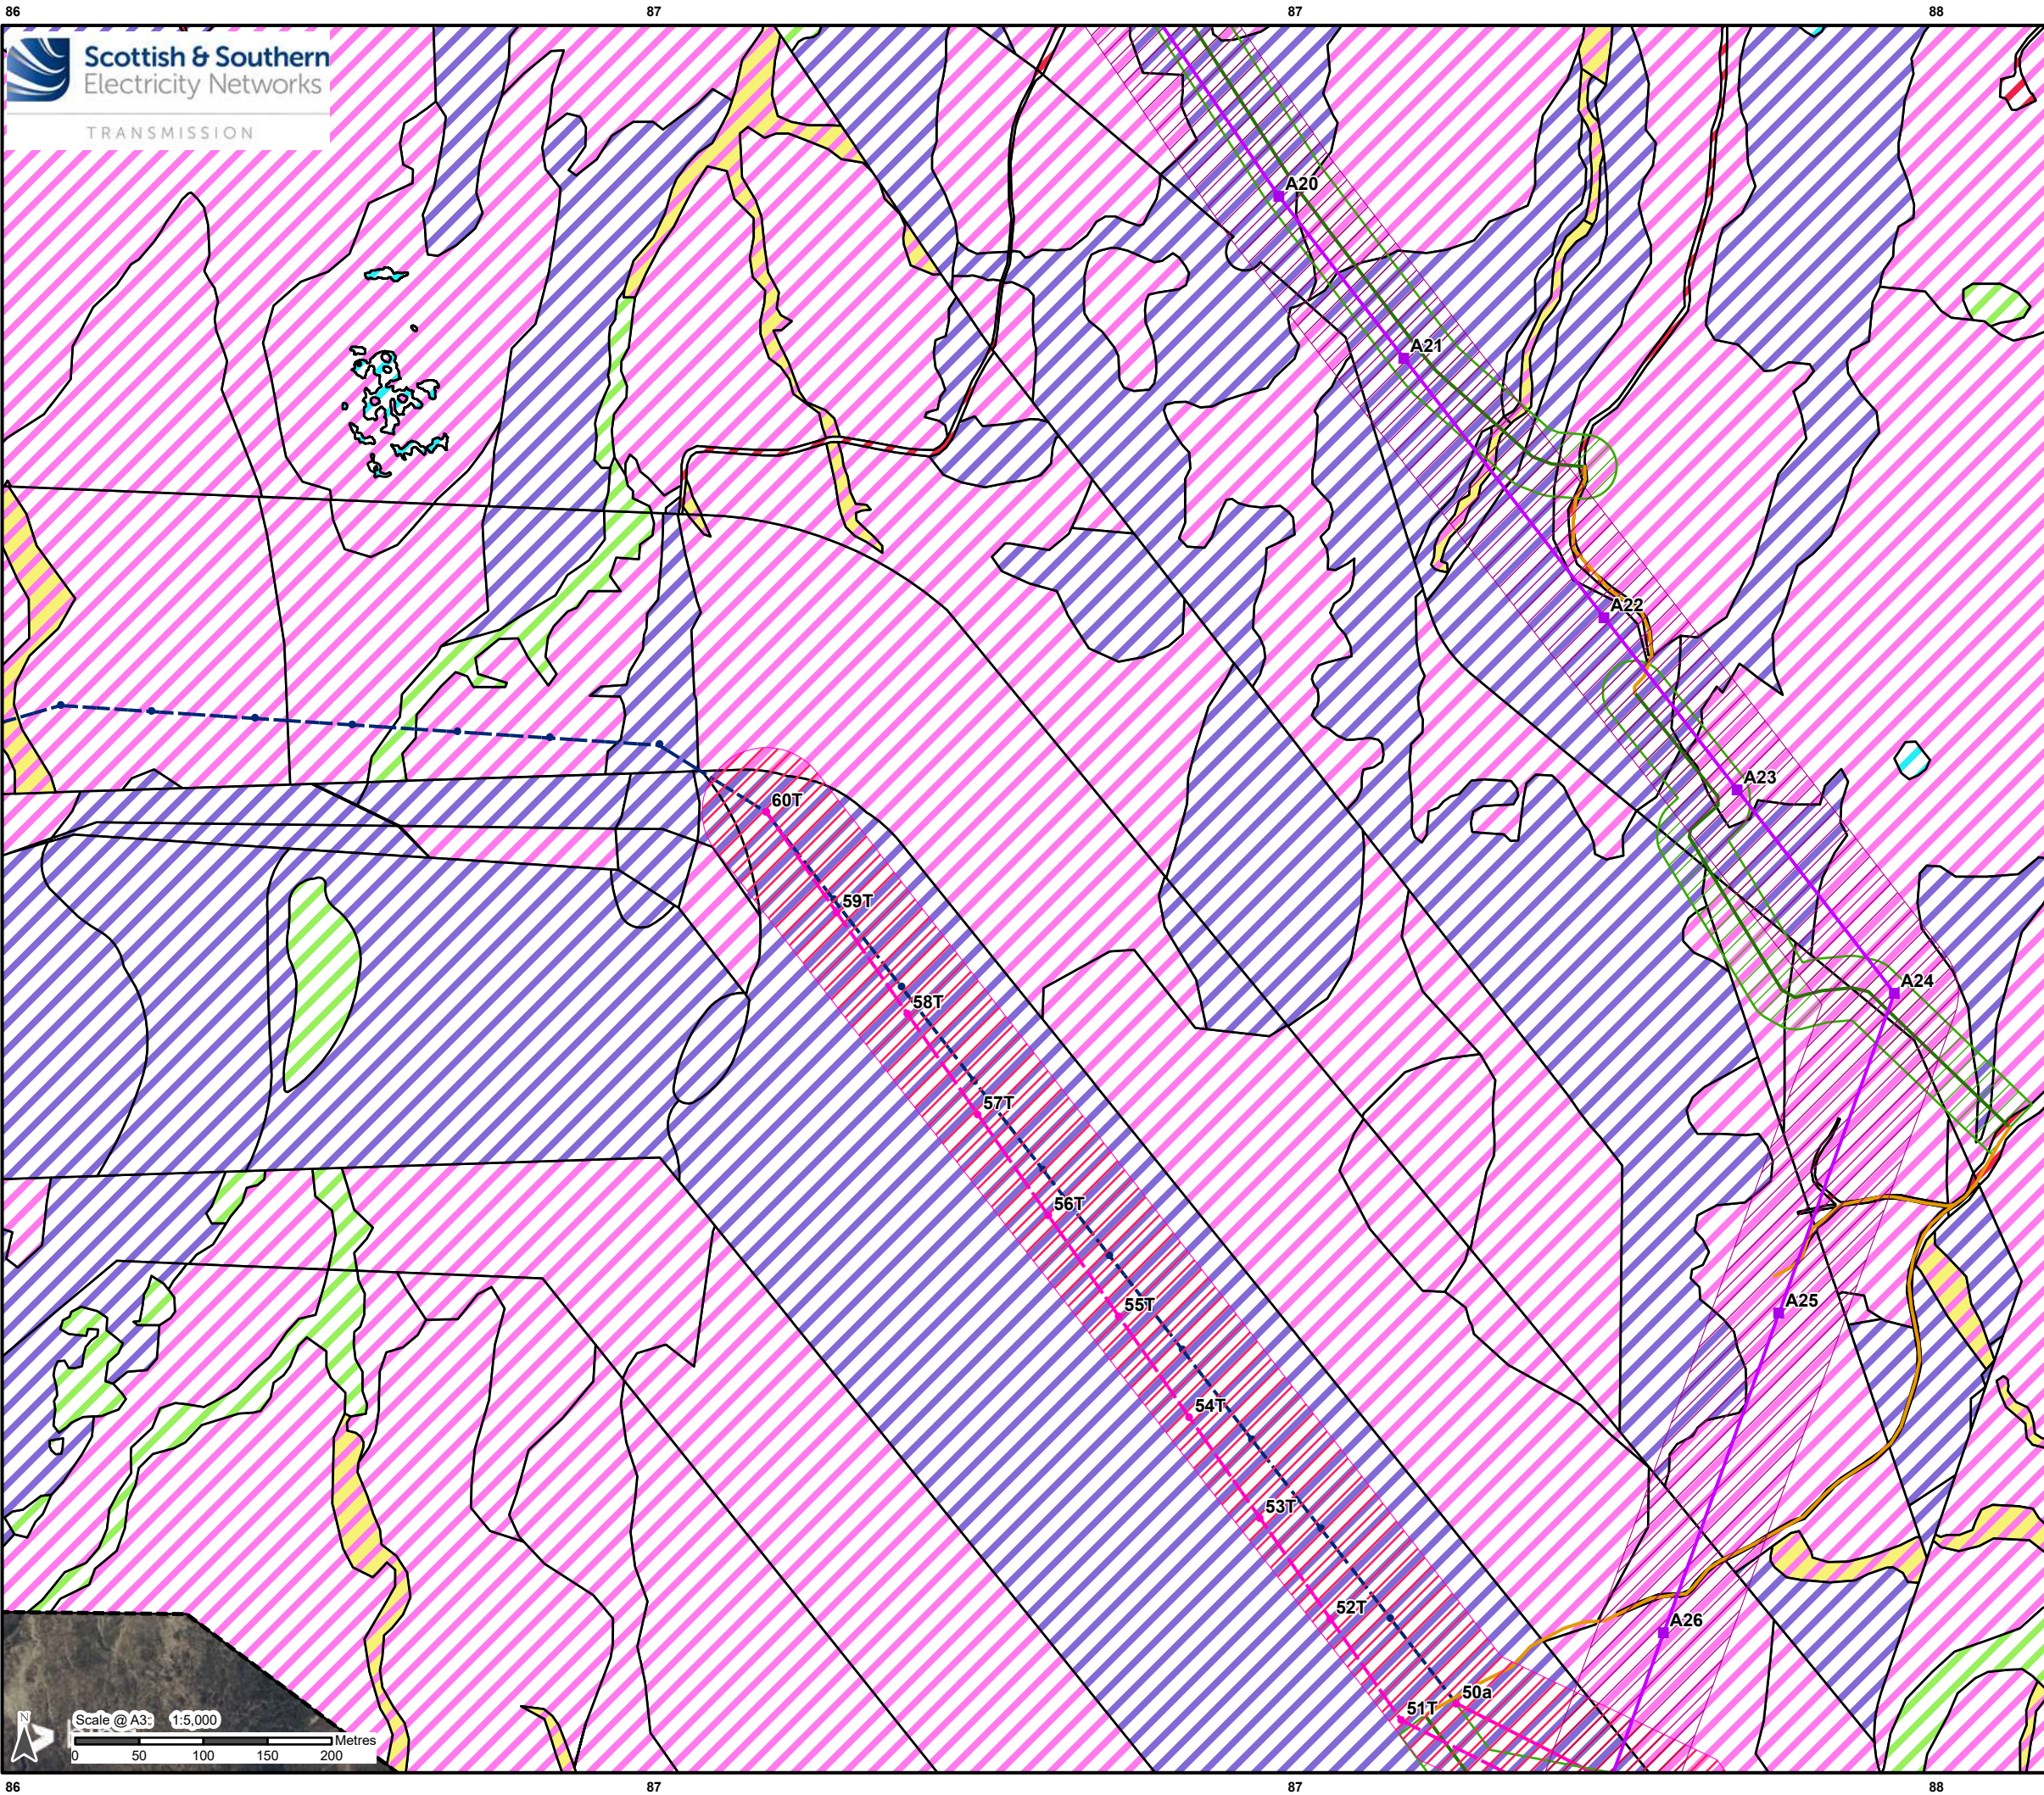 86 87 87 88
Scottish & Southern
Electricity Networks
TRANSMISSION
A20
A21
A22
A23
60T
59T
A24
58T
57T
56T
55T
A25
54T
53T
52T
A26
50a
51T
N
Scale @ A3: 1:5,000
Metres
0 50 100 150 200
86 87 87 88